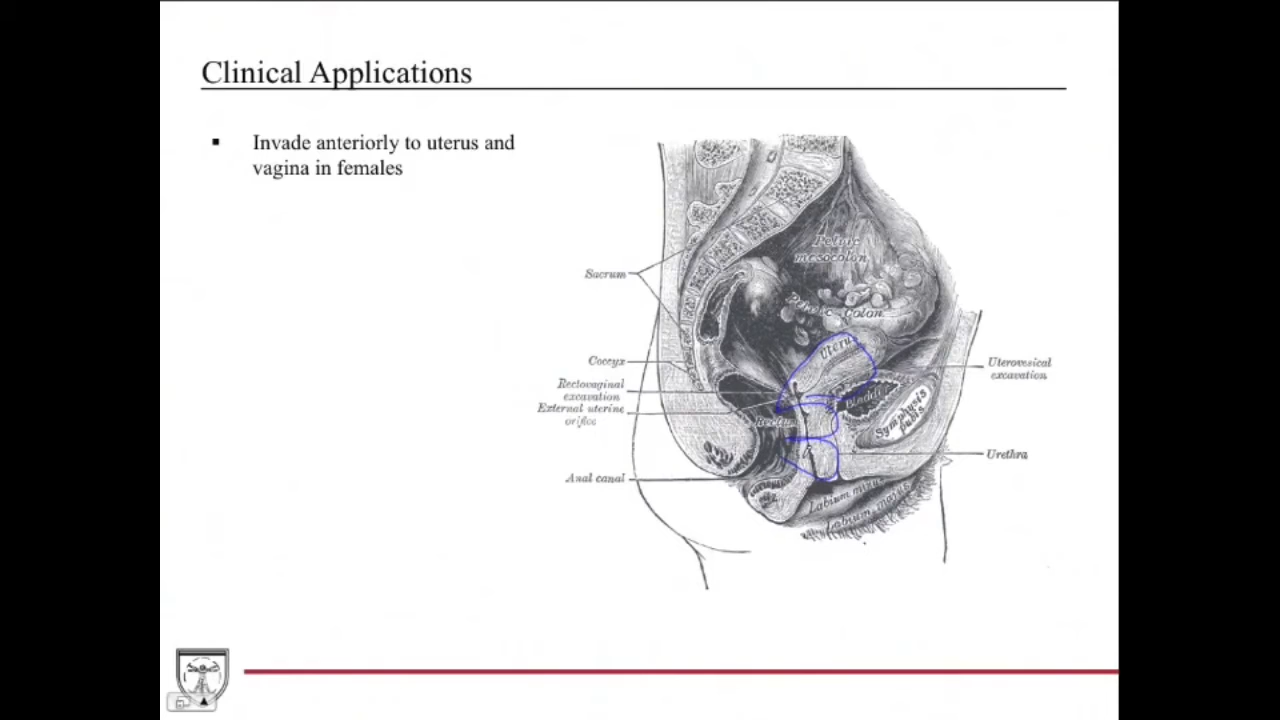 Clinical Applications
▪ Invade anteriorly to uterus and
vagina in females
Pelvic
mesocolon
Sacrum
Pelvic Colon
Uterus
Coccyx
Uterovesical
excavation
Rectovaginal
excavation
External uterine
orifice
Bladder
Symphysis
pubis
Rectum
Urethra
Anal canal
Labium minus
Labium majus